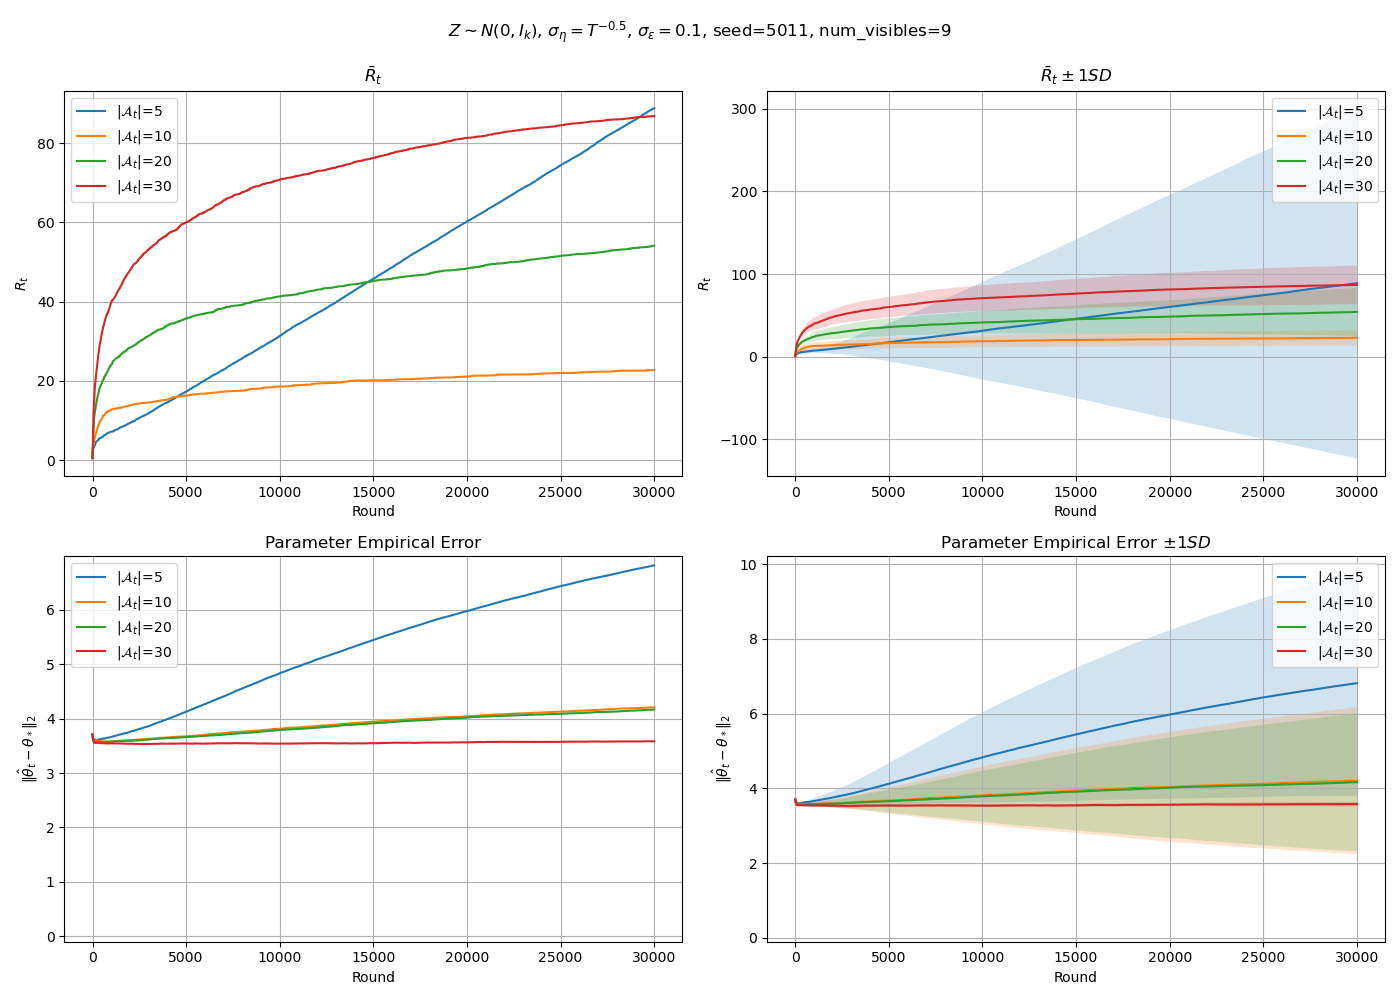 Z ∼ N(0, I_k), σ_η = T^{−0.5}, σ_ε = 0.1, seed=5011, num_visibles=9
R̄_t
R_t
80
60
40
20
0
|𝒜_t|=5
|𝒜_t|=10
|𝒜_t|=20
|𝒜_t|=30
0 5000 10000 15000 20000 25000 30000
Round
R̄_t ± 1SD
R_t
300
200
100
0
−100
|𝒜_t|=5
|𝒜_t|=10
|𝒜_t|=20
|𝒜_t|=30
0 5000 10000 15000 20000 25000 30000
Round
Parameter Empirical Error
‖θ̂_t − θ_*‖_2
6
5
4
3
2
1
0
|𝒜_t|=5
|𝒜_t|=10
|𝒜_t|=20
|𝒜_t|=30
0 5000 10000 15000 20000 25000 30000
Round
Parameter Empirical Error ±1SD
‖θ̂_t − θ_*‖_2
10
8
6
4
2
0
|𝒜_t|=5
|𝒜_t|=10
|𝒜_t|=20
|𝒜_t|=30
0 5000 10000 15000 20000 25000 30000
Round